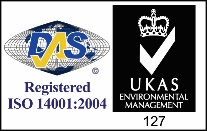 DAS
©
Registered
ISO 14001:2004
UKAS
ENVIRONMENTAL
MANAGEMENT
127